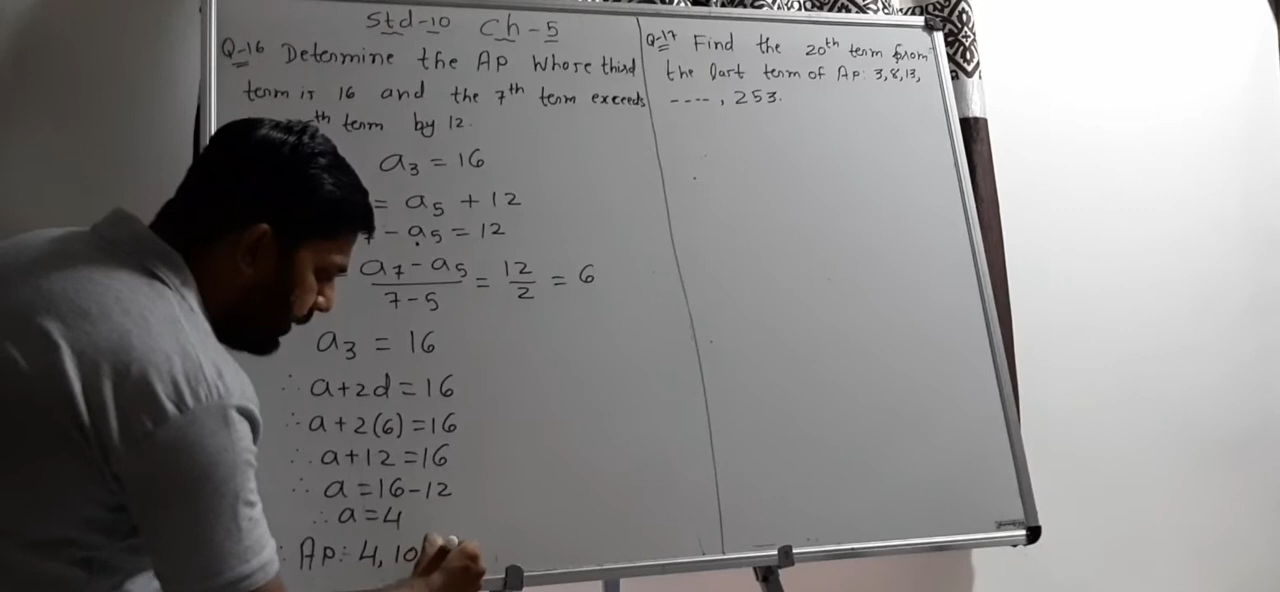 Std-10 Ch-5
Q-16 Determine the AP whose third
term is 16 and the 7th term exceeds
th term by 12.
a3 = 16
= a5 + 12
- a5 = 12
a7 - a5 / 7-5 = 12/2 = 6
a3 = 16
∴ a+2d = 16
∴ a+2(6) = 16
∴ a+12 = 16
∴ a = 16-12
∴ a = 4
AP: 4, 10
Q-17 Find the 20th term from
the last term of AP: 3,8,13,
----, 253.